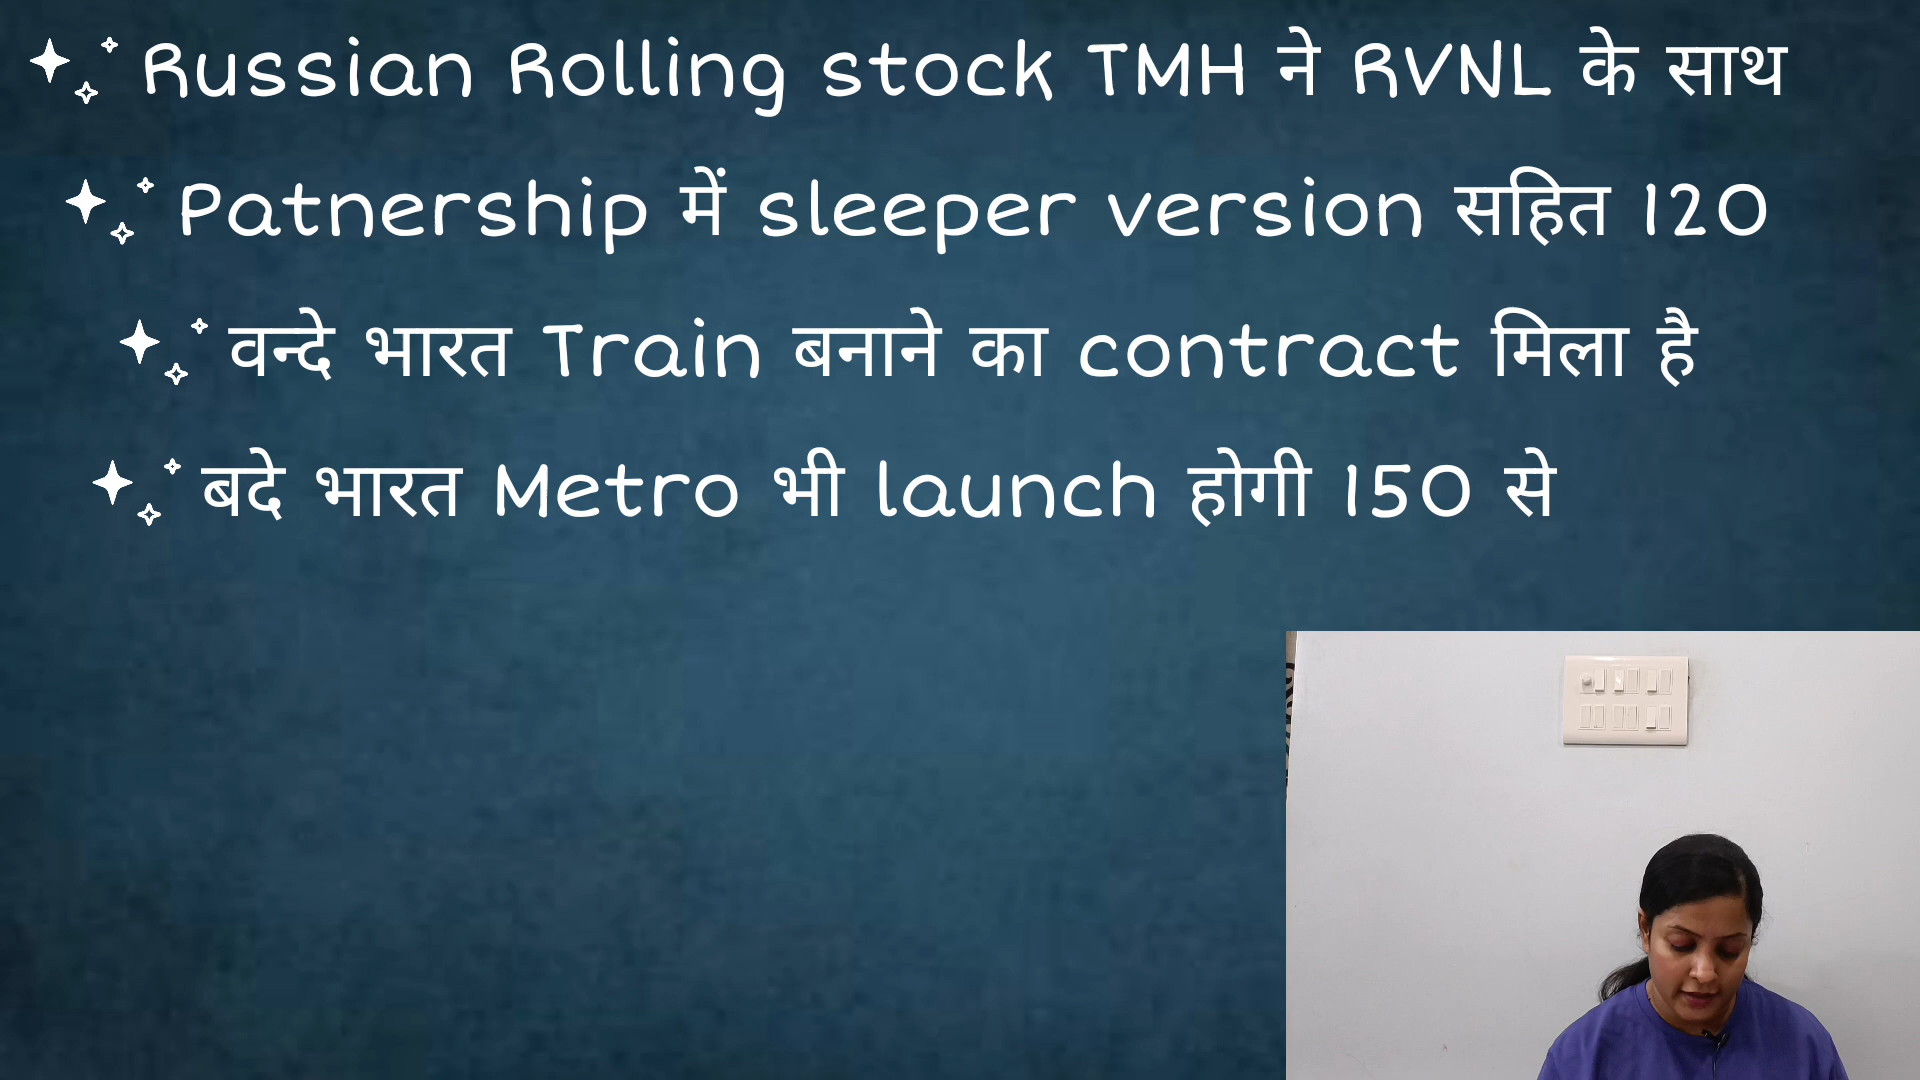 Russian Rolling stock TMH ने RVNL के साथ
Patnership में sleeper version सहित 120
वन्दे भारत Train बनाने का contract मिला है
बदे भारत Metro भी launch होगी 150 से